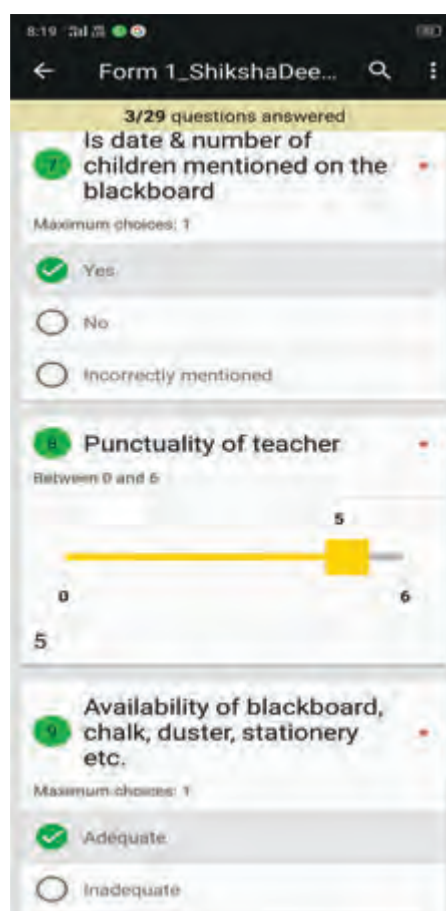 8:19
Form 1_ShikshaDee...
3/29 questions answered
7 Is date & number of
children mentioned on the
blackboard
Maximum choices: 1
Yes
No
Incorrectly mentioned
8 Punctuality of teacher
Between 0 and 6
5
0 6
5
9 Availability of blackboard,
chalk, duster, stationery
etc.
Maximum choices: 1
Adequate
Inadequate